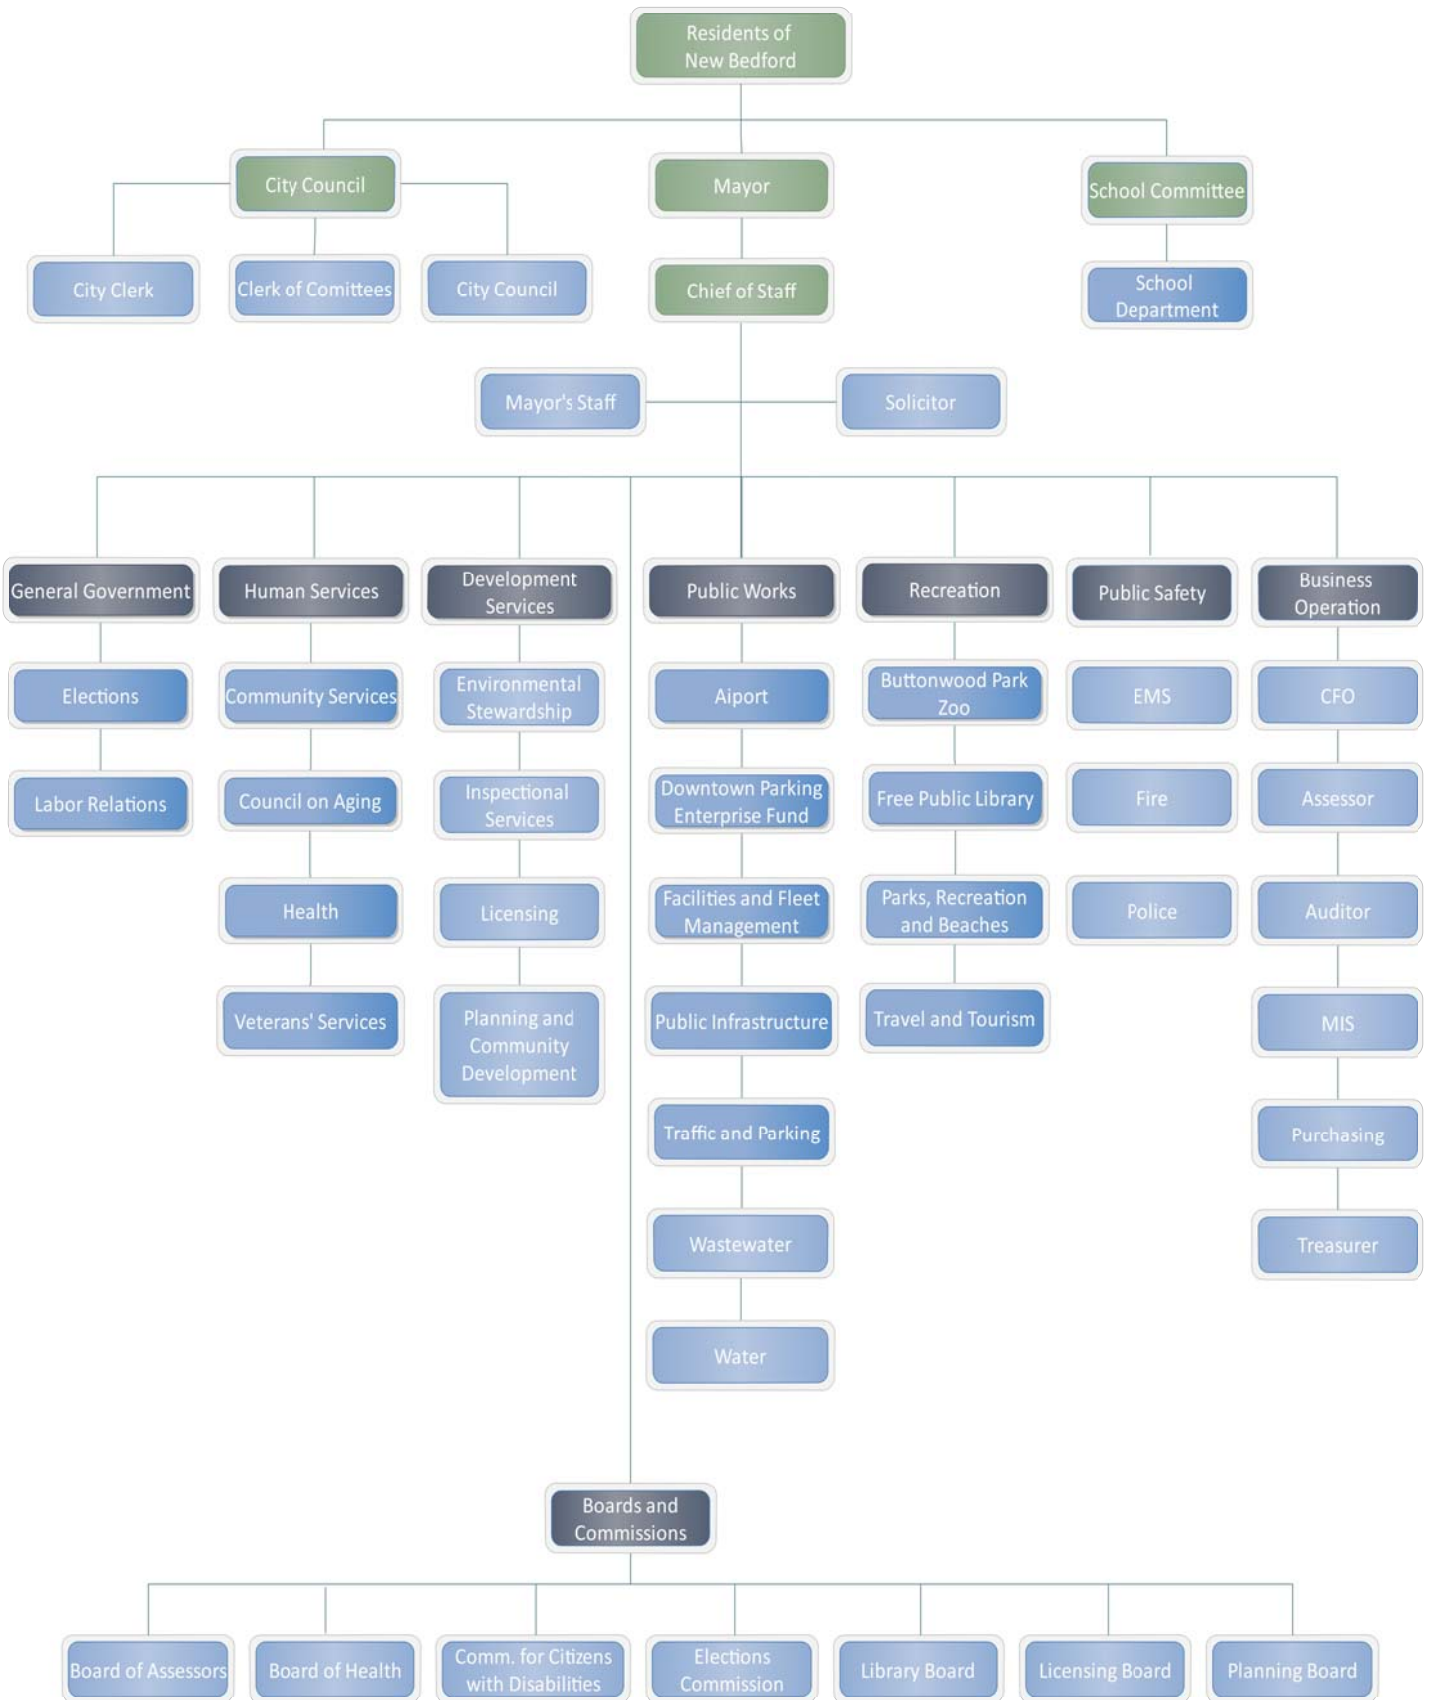 Residents of
New Bedford
City Council
Mayor
School Committee
City Clerk
Clerk of Comittees
City Council
Chief of Staff
School
Department
Mayor's Staff
Solicitor
General Government
Human Services
Development
Services
Public Works
Recreation
Public Safety
Business
Operation
Elections
Labor Relations
Community Services
Council on Aging
Health
Veterans' Services
Environmental
Stewardship
Inspectional
Services
Licensing
Planning and
Community
Development
Aiport
Downtown Parking
Enterprise Fund
Facilities and Fleet
Management
Public Infrastructure
Traffic and Parking
Wastewater
Water
Buttonwood Park
Zoo
Free Public Library
Parks, Recreation
and Beaches
Travel and Tourism
EMS
Fire
Police
CFO
Assessor
Auditor
MIS
Purchasing
Treasurer
Boards and
Commissions
Board of Assessors
Board of Health
Comm. for Citizens
with Disabilities
Elections
Commission
Library Board
Licensing Board
Planning Board